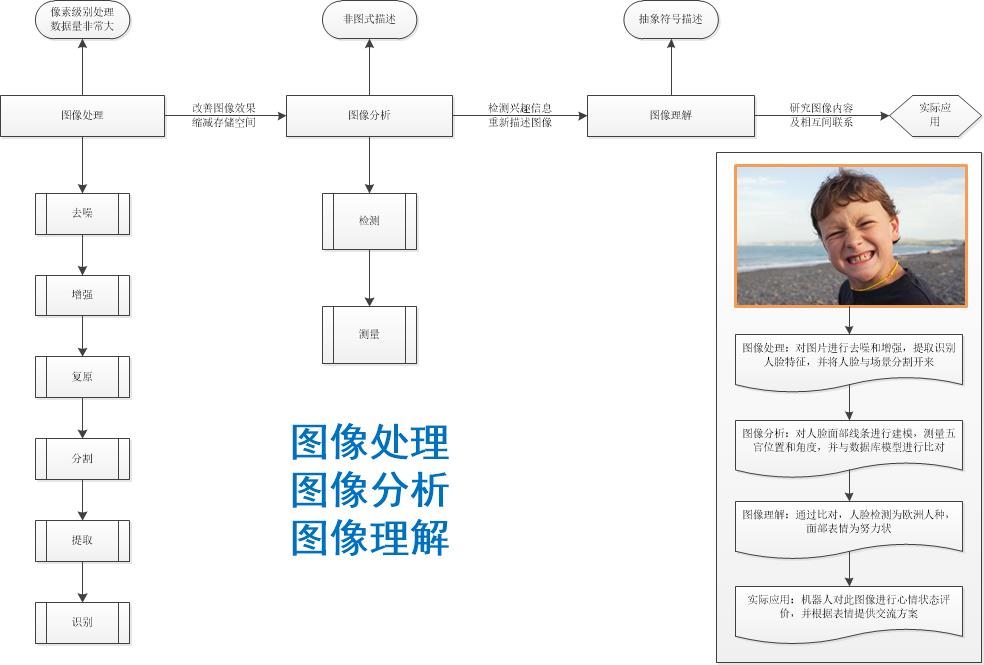 像素级别处理
数据量非常大
非图式描述
抽象符号描述
图像处理
改善图像效果
缩减存储空间
图像分析
检测兴趣信息
重新描述图像
图像理解
研究图像内容
及相互间联系
实际应
用
去噪
增强
复原
分割
提取
识别
检测
测量
图像处理
图像分析
图像理解
图像处理：对图片进行去噪和增强，提取识别
人脸特征，并将人脸与场景分割开来
图像分析：对人脸面部线条进行建模，测量五
官位置和角度，并与数据库模型进行比对
图像理解：通过比对，人脸检测为欧洲人种，
面部表情为努力状
实际应用：机器人对此图像进行心情状态评
价，并根据表情提供交流方案